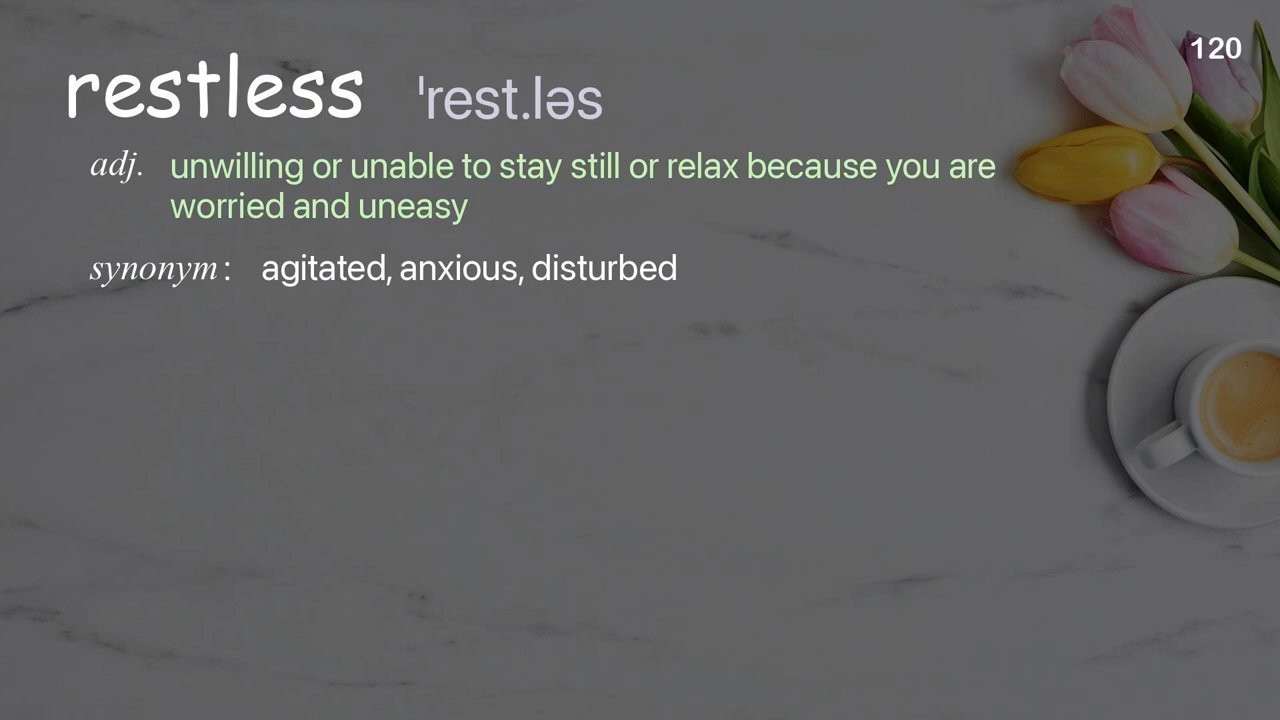 120
restless ˈrest.ləs
adj. unwilling or unable to stay still or relax because you are
worried and uneasy
synonym: agitated, anxious, disturbed